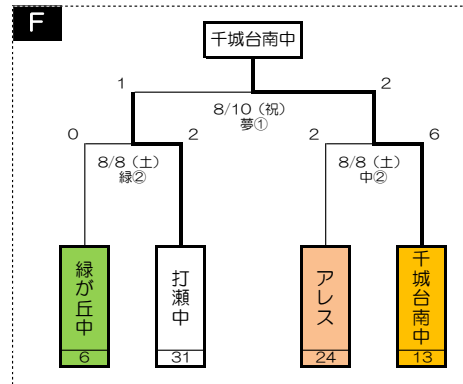 F
千城台南中
1
2
8/10（祝）
夢①
0
2
2
6
8/8（土）
緑②
8/8（土）
中②
緑が丘中
打瀬中
アレス
千城台南中
6
31
24
13